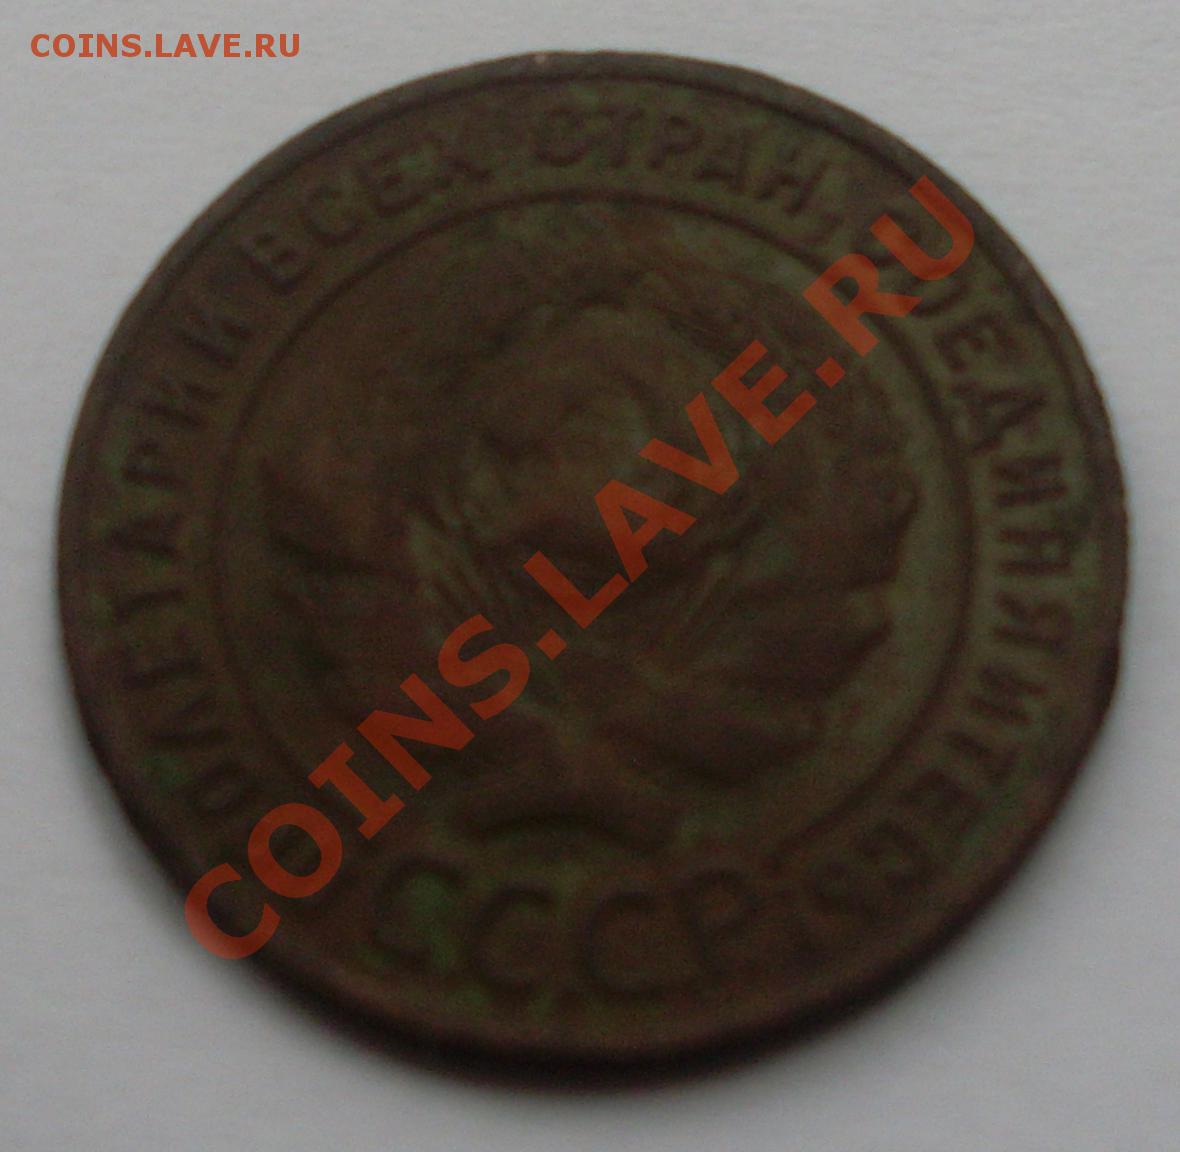 COINS.LAVE.RU
ПРОЛЕТАРИИ ВСЕХ СТРАН, СОЕДИНЯЙТЕСЬ
СССР
COINS.LAVE.RU